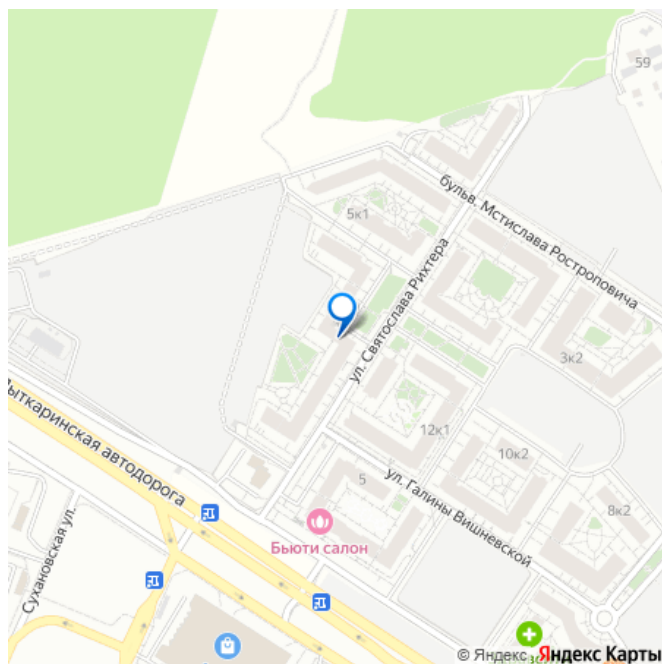 59
бульв. Мстислава Ростроповича
5к1
ул. Святослава Рихтера
3к2
12к1
10к2
ул. Галины Вишневской
5
8к2
Лыткаринская автодорога
Бьюти салон
Сухановская ул.
© Яндекс
Яндекс Карты